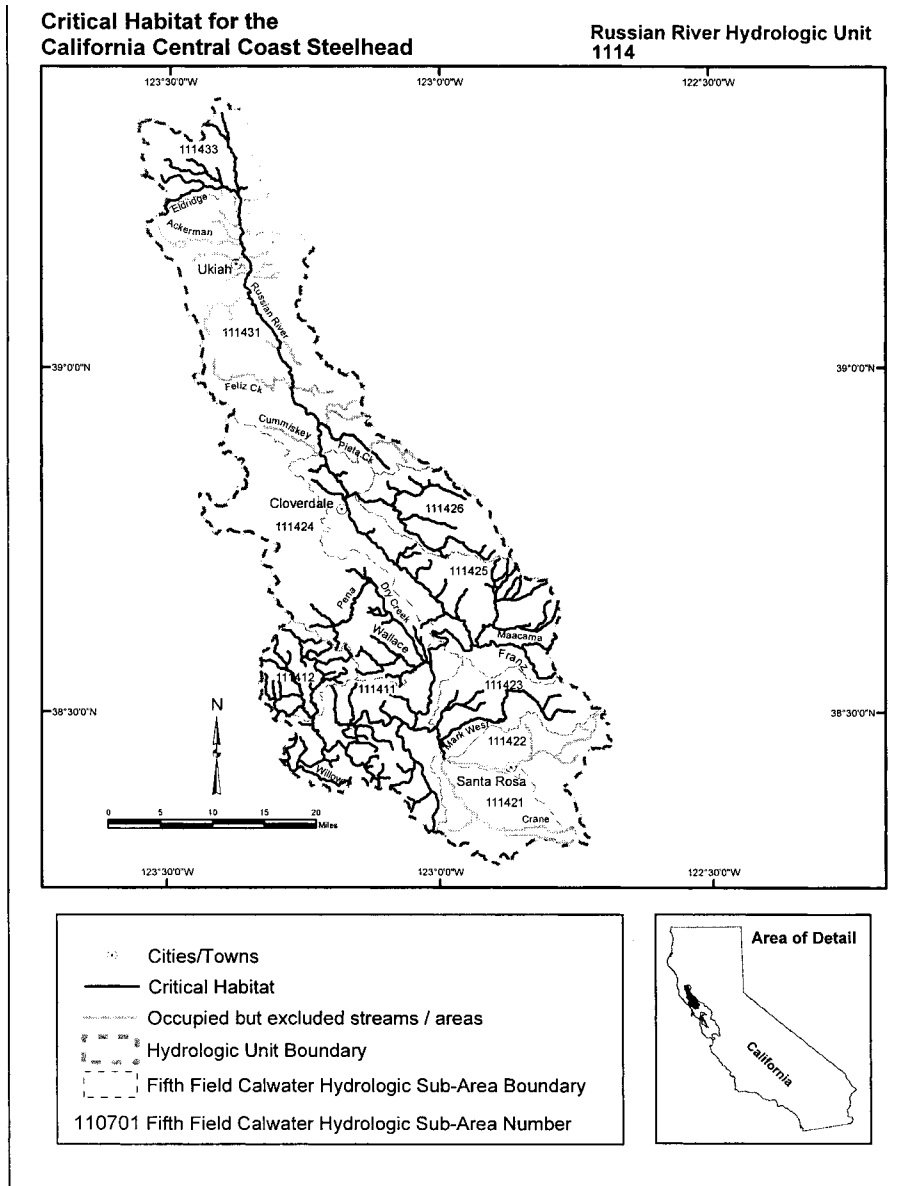 Critical Habitat for the
California Central Coast Steelhead
Russian River Hydrologic Unit
1114
123°30'0"W
123°0'0"W
122°30'0"W
111433
Eldridge
Ackerman
Ukiah
Russian River
111431
39°0'0"N
39°0'0"N
Feliz Ck
Cummiskey
Pieta Ck
Cloverdale
111426
111424
111425
Pena
Dry Creek
Wallace
Maacama
Franz
111412
111411
111423
N
38°30'0"N
38°30'0"N
Mark West
111422
Willow
Santa Rosa
111421
Crane
0 5 10 15 20
Miles
123°30'0"W
123°0'0"W
122°30'0"W
Cities/Towns
Critical Habitat
Occupied but excluded streams / areas
Hydrologic Unit Boundary
Fifth Field Calwater Hydrologic Sub-Area Boundary
110701 Fifth Field Calwater Hydrologic Sub-Area Number
Area of Detail
California